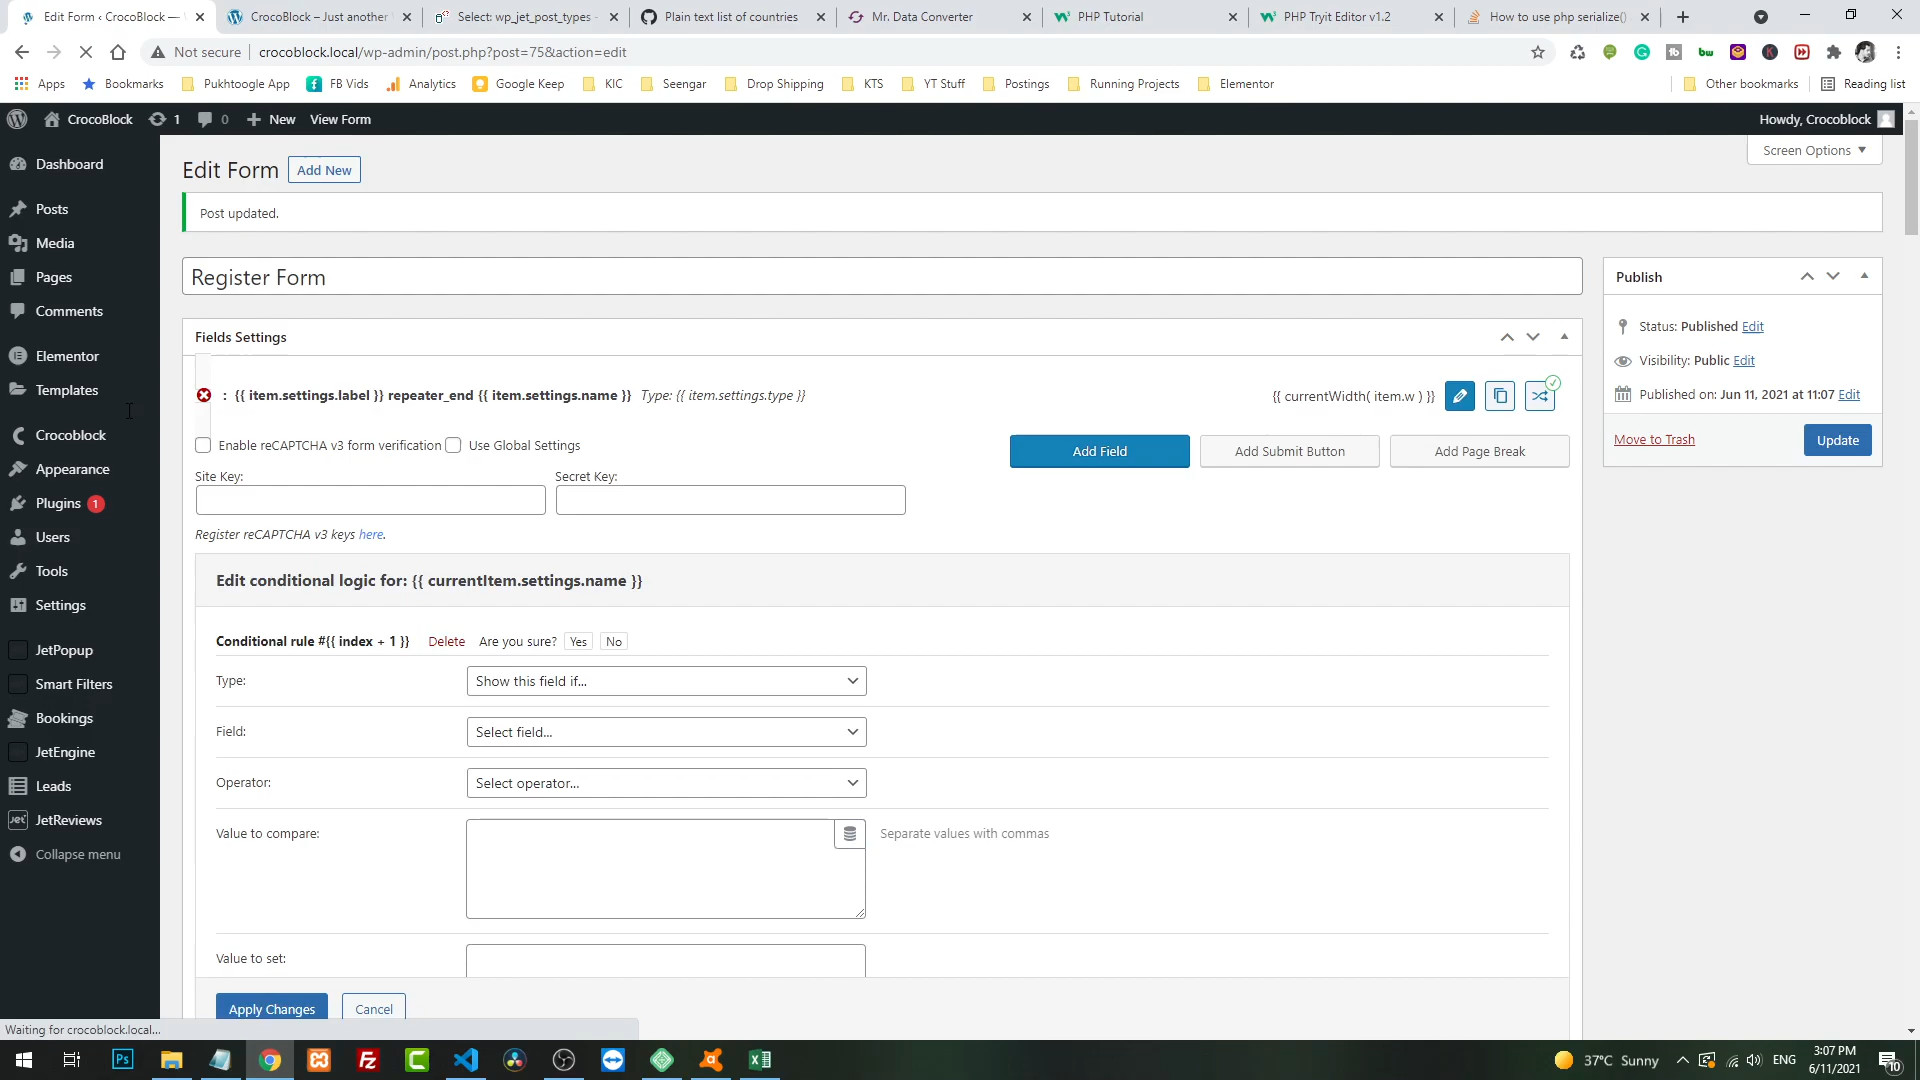 Edit Form ‹ CrocoBlock —
CrocoBlock – Just another
Select: wp_jet_post_types -
Plain text list of countries
Mr. Data Converter
PHP Tutorial
PHP Tryit Editor v1.2
How to use php serialize()
Not secure
crocoblock.local/wp-admin/post.php?post=75&action=edit
Apps
Bookmarks
Pukhtoogle App
FB Vids
Analytics
Google Keep
KIC
Seengar
Drop Shipping
KTS
YT Stuff
Postings
Running Projects
Elementor
Other bookmarks
Reading list
CrocoBlock
1
0
New
View Form
Howdy, Crocoblock
Dashboard
Posts
Media
Pages
Comments
Elementor
Templates
Crocoblock
Appearance
Plugins 1
Users
Tools
Settings
JetPopup
Smart Filters
Bookings
JetEngine
Leads
JetReviews
Collapse menu
Screen Options
Edit Form
Add New
Post updated.
Register Form
Fields Settings
: {{ item.settings.label }} repeater_end {{ item.settings.name }} Type: {{ item.settings.type }}
{{ currentWidth( item.w ) }}
Enable reCAPTCHA v3 form verification
Use Global Settings
Add Field
Add Submit Button
Add Page Break
Site Key:
Secret Key:
Register reCAPTCHA v3 keys here.
Edit conditional logic for: {{ currentItem.settings.name }}
Conditional rule #{{ index + 1 }}
Delete
Are you sure?
Yes
No
Type:
Show this field if...
Field:
Select field...
Operator:
Select operator...
Value to compare:
Separate values with commas
Value to set:
Apply Changes
Cancel
Publish
Status: Published Edit
Visibility: Public Edit
Published on: Jun 11, 2021 at 11:07 Edit
Move to Trash
Update
Waiting for crocoblock.local...
37°C Sunny
ENG
3:07 PM
6/11/2021
10